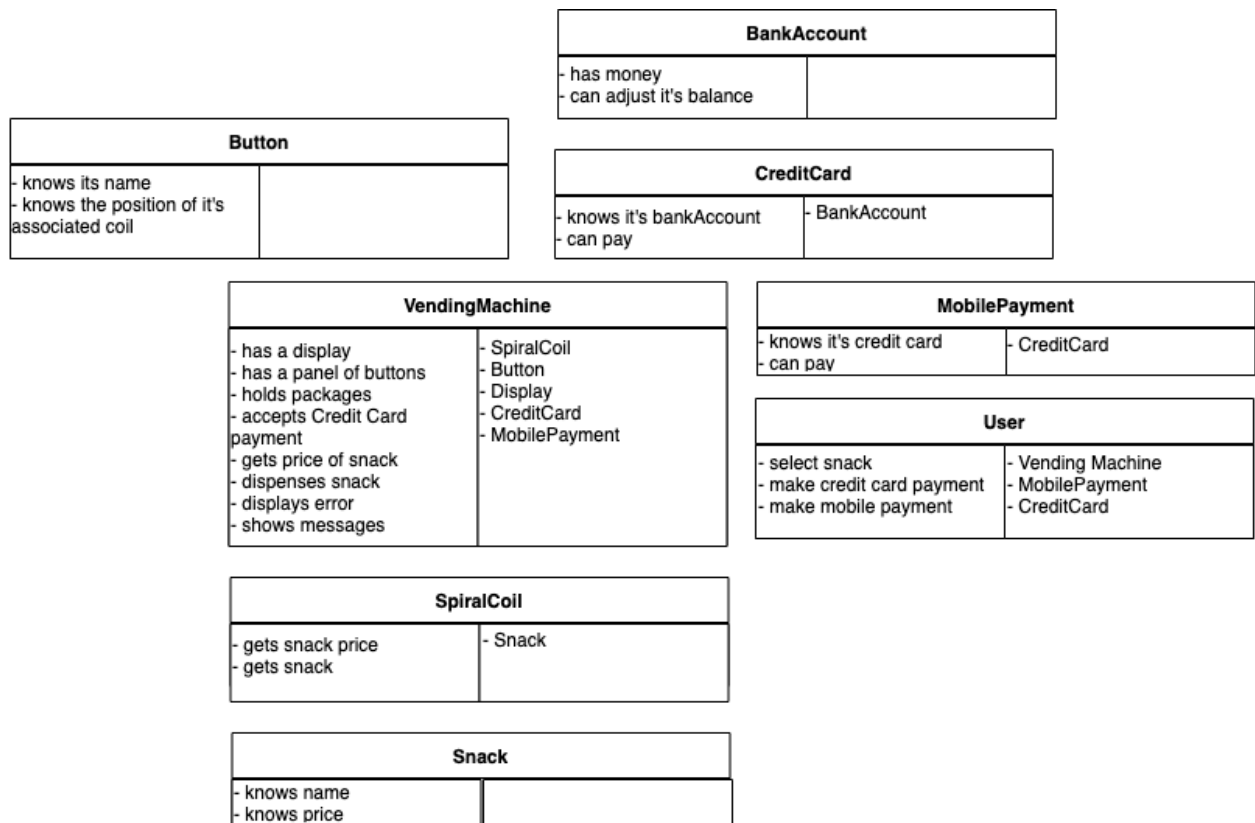 BankAccount
- has money
- can adjust it's balance
Button
- knows its name
- knows the position of it's
associated coil
CreditCard
- knows it's bankAccount
- can pay
- BankAccount
VendingMachine
- has a display
- has a panel of buttons
- holds packages
- accepts Credit Card
payment
- gets price of snack
- dispenses snack
- displays error
- shows messages
- SpiralCoil
- Button
- Display
- CreditCard
- MobilePayment
MobilePayment
- knows it's credit card
- can pay
- CreditCard
User
- select snack
- make credit card payment
- make mobile payment
- Vending Machine
- MobilePayment
- CreditCard
SpiralCoil
- gets snack price
- gets snack
- Snack
Snack
- knows name
- knows price